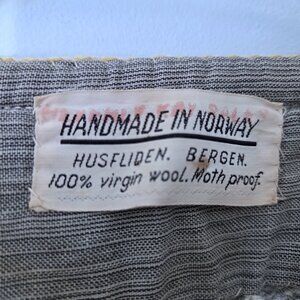 HANDMADE IN NORWAY
HUSFLIDEN. BERGEN.
100% virgin wool. Moth proof.